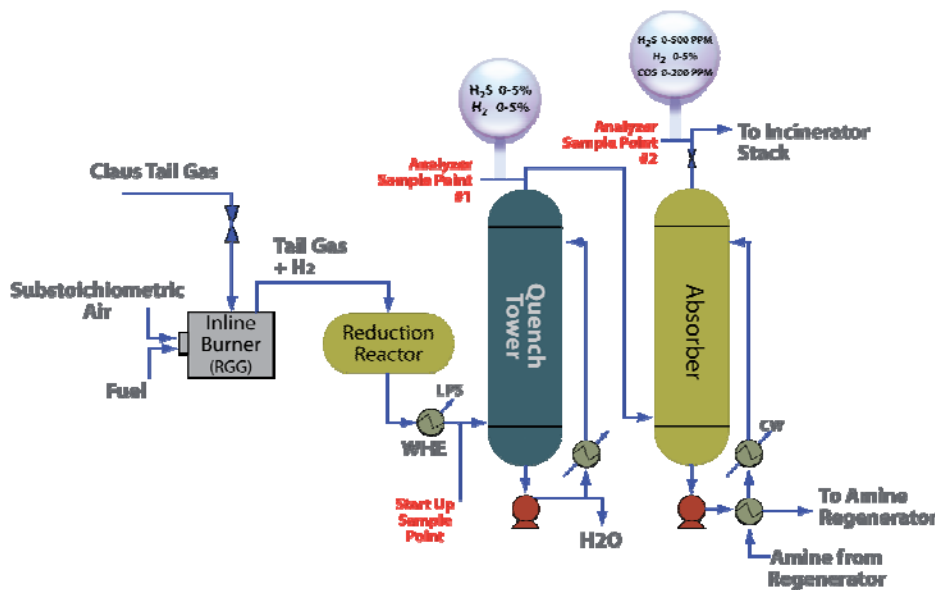 H2S 0-500 PPM
H2 0-5%
COS 0-200 PPM
H2S 0-5%
H2 0-5%
Analyzer
Sample Point
#2
To Incinerator
Stack
Analyzer
Sample Point
#1
Claus Tail Gas
Tail Gas
+ H2
Substoichiometric
Air
Inline
Burner
(RGG)
Fuel
Reduction
Reactor
Quench
Tower
Absorber
LPS
WHE
CW
Start Up
Sample
Point
H2O
To Amine
Regenerator
Amine from
Regenerator